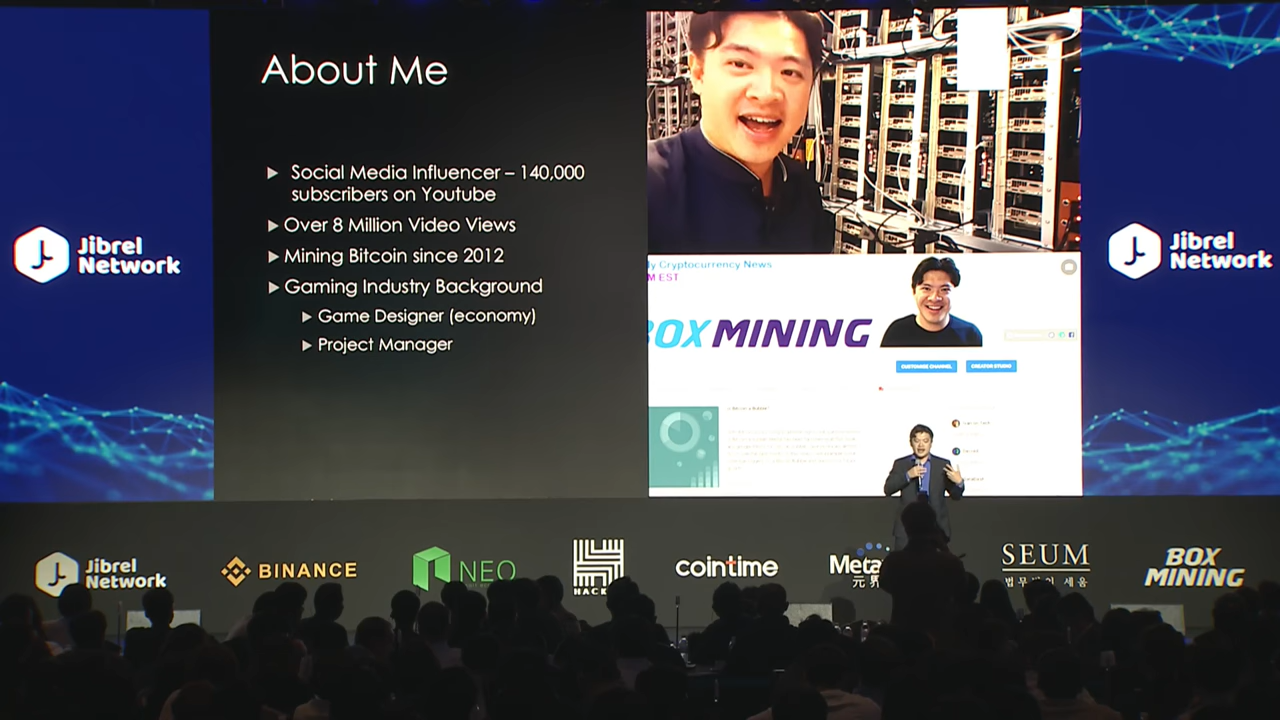 About Me
Social Media Influencer – 140,000
subscribers on Youtube
Over 8 Million Video Views
Mining Bitcoin since 2012
Gaming Industry Background
Game Designer (economy)
Project Manager
Cryptocurrency News
M EST
BOX MINING
CUSTOMISE CHANNEL
CREATOR STUDIO
Jibrel
Network
Jibrel
Network
Jibrel
Network
BINANCE
NEO
HACK
cointime
Meta
元界
SEUM
법무법인 세움
BOX
MINING